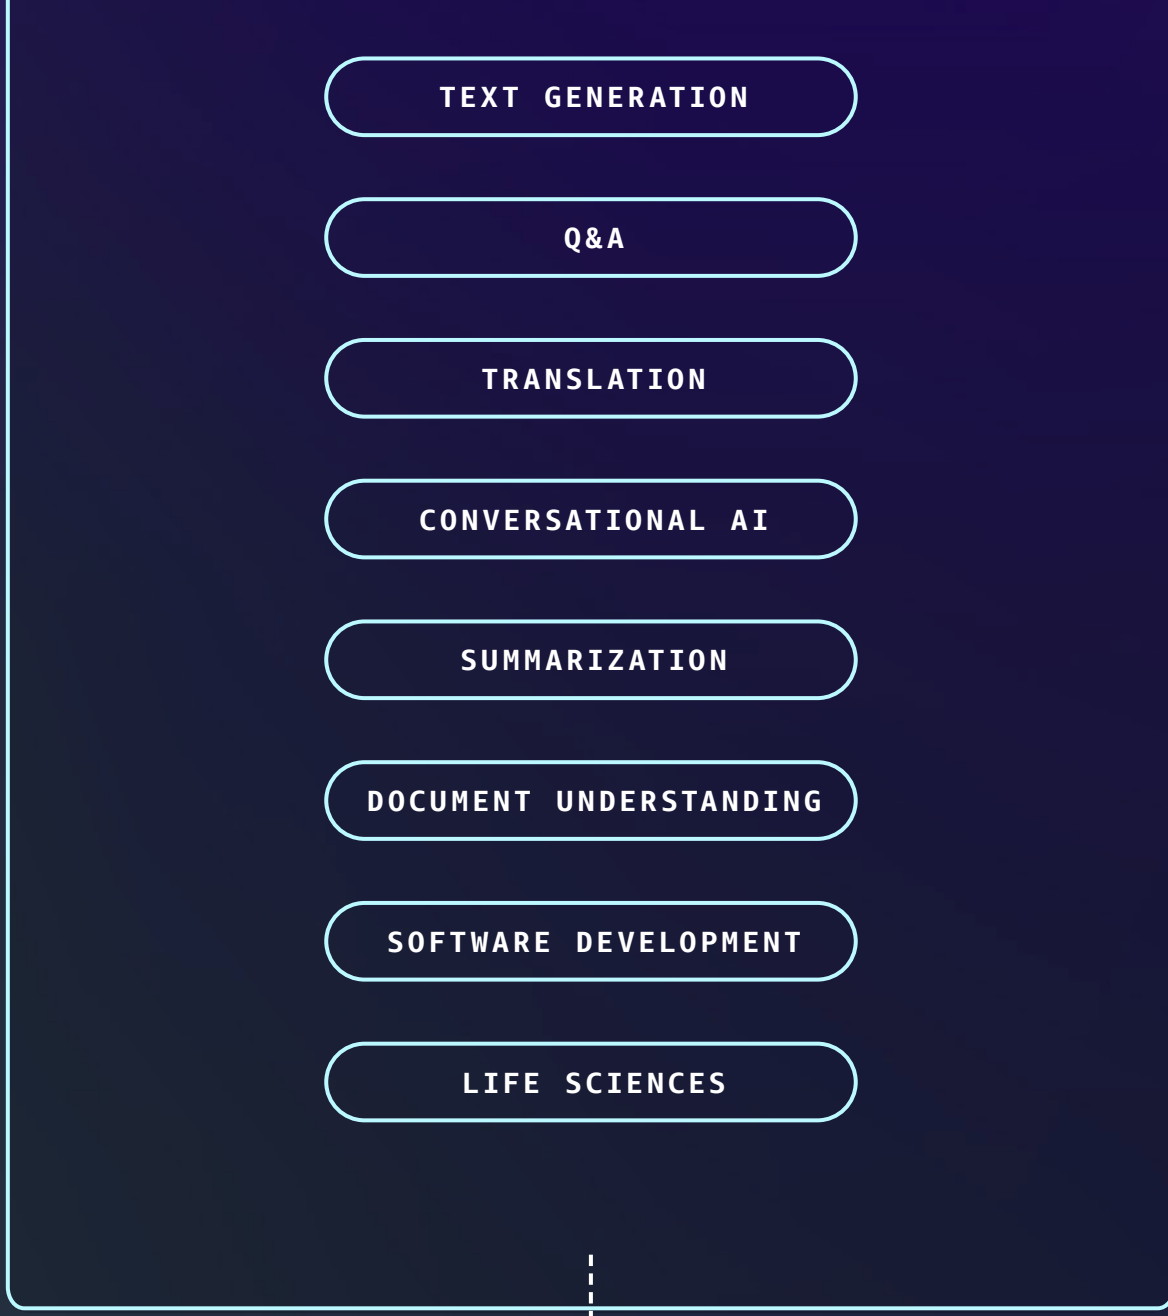 TEXT GENERATION
Q&A
TRANSLATION
CONVERSATIONAL AI
SUMMARIZATION
DOCUMENT UNDERSTANDING
SOFTWARE DEVELOPMENT
LIFE SCIENCES